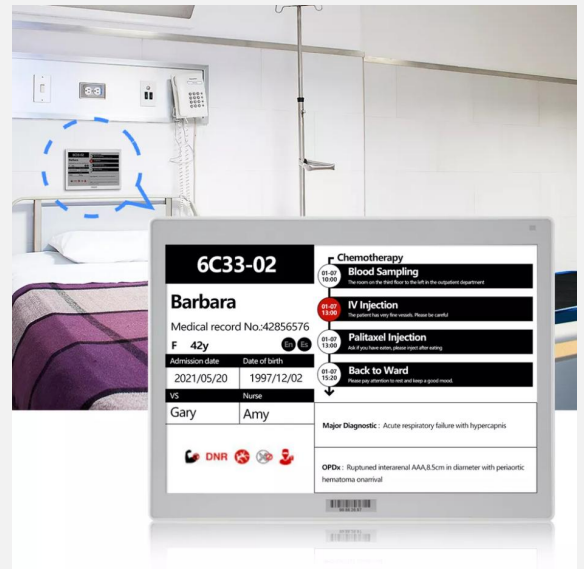 6C33-02
Barbara
Medical record No.:42856576
F 42y
En Es
Admission date Date of birth
2021/05/20 1997/12/02
VS Nurse
Gary Amy
DNR
Chemotherapy
01-07 10:00
Blood Sampling
The room on the third floor to the left in the outpatient department
01-07 13:00
IV Injection
The patient has very fine vessels. Please be careful
01-07 13:00
Palitaxel Injection
Ask if you have eaten, please inject after eating
01-07 15:20
Back to Ward
Please pay attention to rest and keep a good mood.
Major Diagnostic : Acute respiratory failure with hypercapnis
OPDx : Ruptuned interarenal AAA,8.5cm in diameter with periaortic
hematoma onarrival